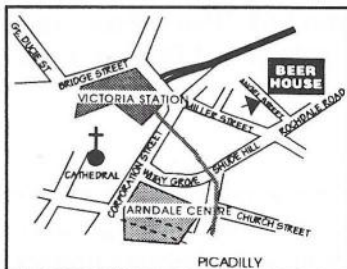 GT. DUCIE ST.
BRIDGE STREET
VICTORIA STATION
BEER
HOUSE
ANGEL STREET
MILLER STREET
ROCHDALE ROAD
SHUDE HILL
CATHEDRAL
CORPORATION STREET
WITHY GROVE
ARNDALE CENTRE
CHURCH STREET
PICADILLY